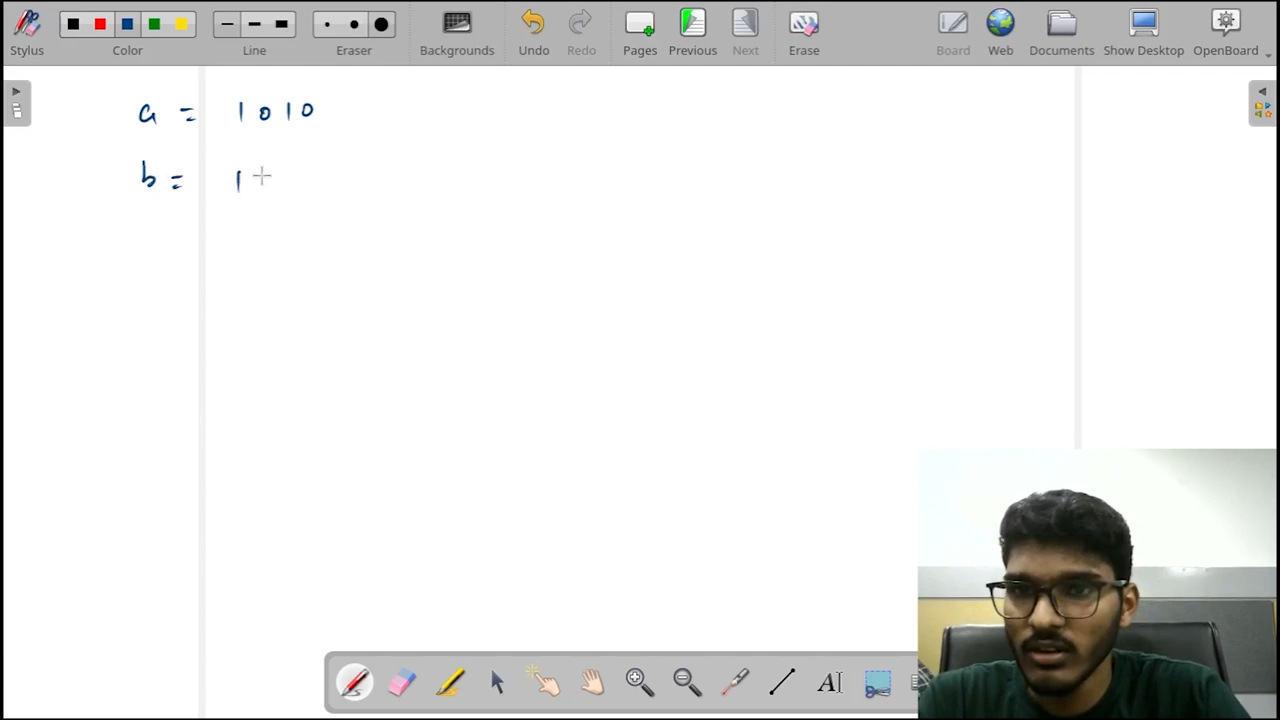 Stylus Color Line Eraser Backgrounds Undo Redo Pages Previous Next Erase Board Web Documents Show Desktop OpenBoard
a = 1010
b = 1
AI